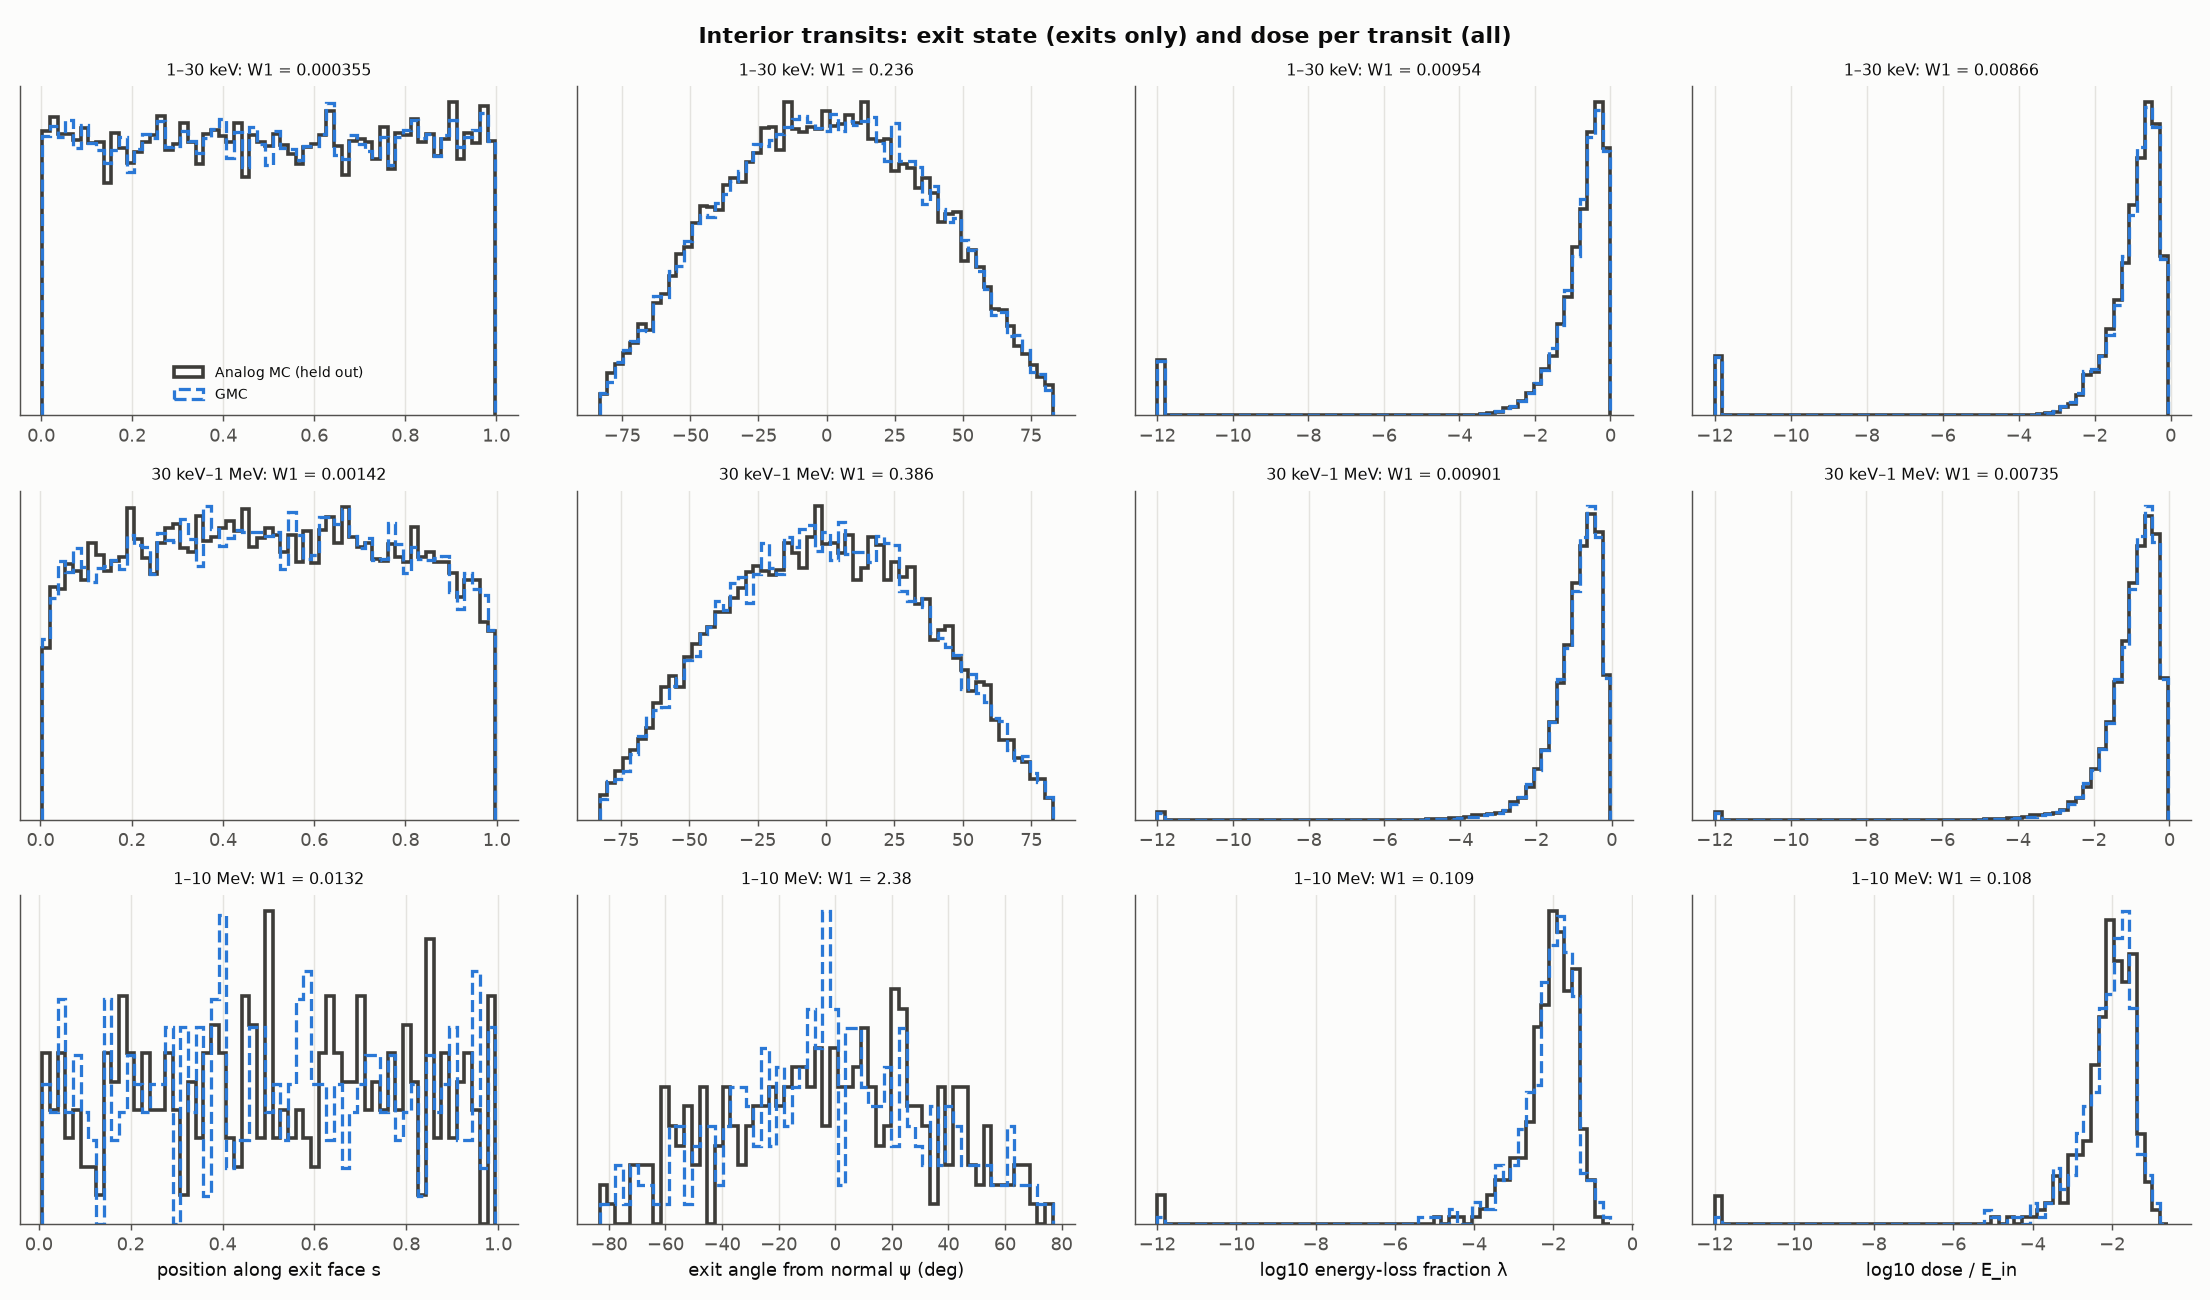 Interior transits: exit state (exits only) and dose per transit (all)
1–30 keV: W1 = 0.000355
1–30 keV: W1 = 0.236
1–30 keV: W1 = 0.00954
1–30 keV: W1 = 0.00866
Analog MC (held out)
GMC
0.0 0.2 0.4 0.6 0.8 1.0
−75 −50 −25 0 25 50 75
−12 −10 −8 −6 −4 −2 0
−12 −10 −8 −6 −4 −2 0
30 keV–1 MeV: W1 = 0.00142
30 keV–1 MeV: W1 = 0.386
30 keV–1 MeV: W1 = 0.00901
30 keV–1 MeV: W1 = 0.00735
0.0 0.2 0.4 0.6 0.8 1.0
−75 −50 −25 0 25 50 75
−12 −10 −8 −6 −4 −2 0
−12 −10 −8 −6 −4 −2 0
1–10 MeV: W1 = 0.0132
1–10 MeV: W1 = 2.38
1–10 MeV: W1 = 0.109
1–10 MeV: W1 = 0.108
0.0 0.2 0.4 0.6 0.8 1.0
−80 −60 −40 −20 0 20 40 60 80
−12 −10 −8 −6 −4 −2 0
−12 −10 −8 −6 −4 −2
position along exit face s
exit angle from normal ψ (deg)
log10 energy-loss fraction λ
log10 dose / E_in